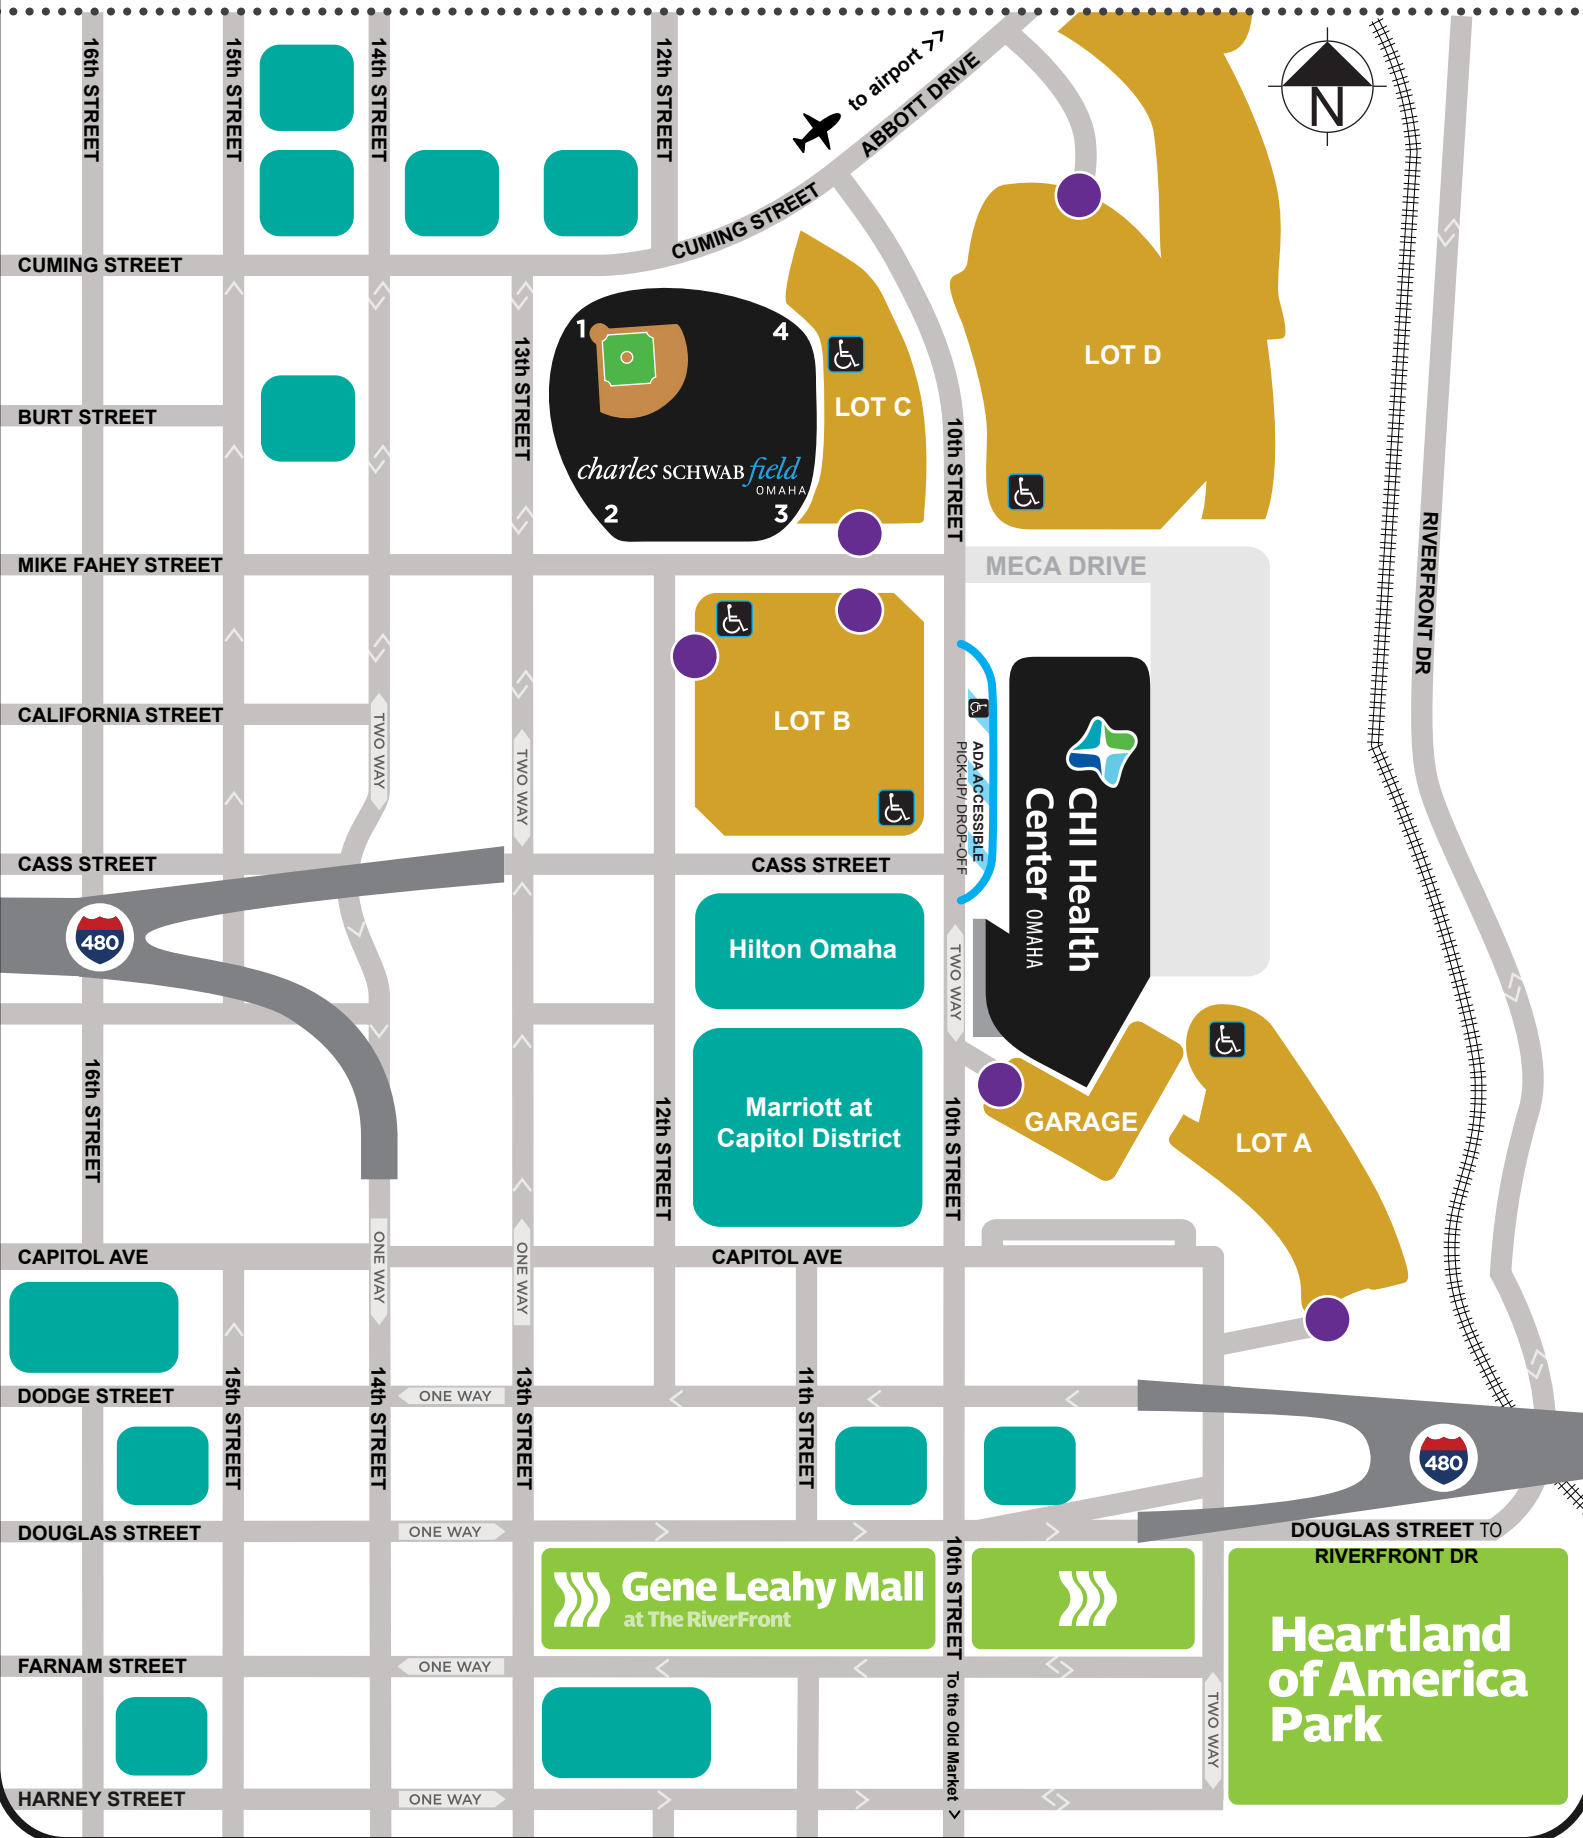 16th STREET
15th STREET
14th STREET
12th STREET
to airport >>
ABBOTT DRIVE
N
CUMING STREET
CUMING STREET
13th STREET
1
4
charles SCHWAB field
OMAHA
2
3
LOT C
LOT D
10th STREET
BURT STREET
RIVERFRONT DR
MIKE FAHEY STREET
MECA DRIVE
CALIFORNIA STREET
TWO WAY
TWO WAY
LOT B
ADA ACCESSIBLE
PICK-UP/ DROP-OFF
CHI Health
Center OMAHA
CASS STREET
CASS STREET
480
Hilton Omaha
TWO WAY
16th STREET
12th STREET
Marriott at
Capitol District
10th STREET
GARAGE
LOT A
CAPITOL AVE
CAPITOL AVE
ONE WAY
ONE WAY
DODGE STREET
15th STREET
14th STREET
ONE WAY
13th STREET
11th STREET
480
DOUGLAS STREET
ONE WAY
DOUGLAS STREET TO
RIVERFRONT DR
10th STREET
Gene Leahy Mall
at The RiverFront
Heartland
of America
Park
FARNAM STREET
ONE WAY
To the Old Market >
TWO WAY
HARNEY STREET
ONE WAY